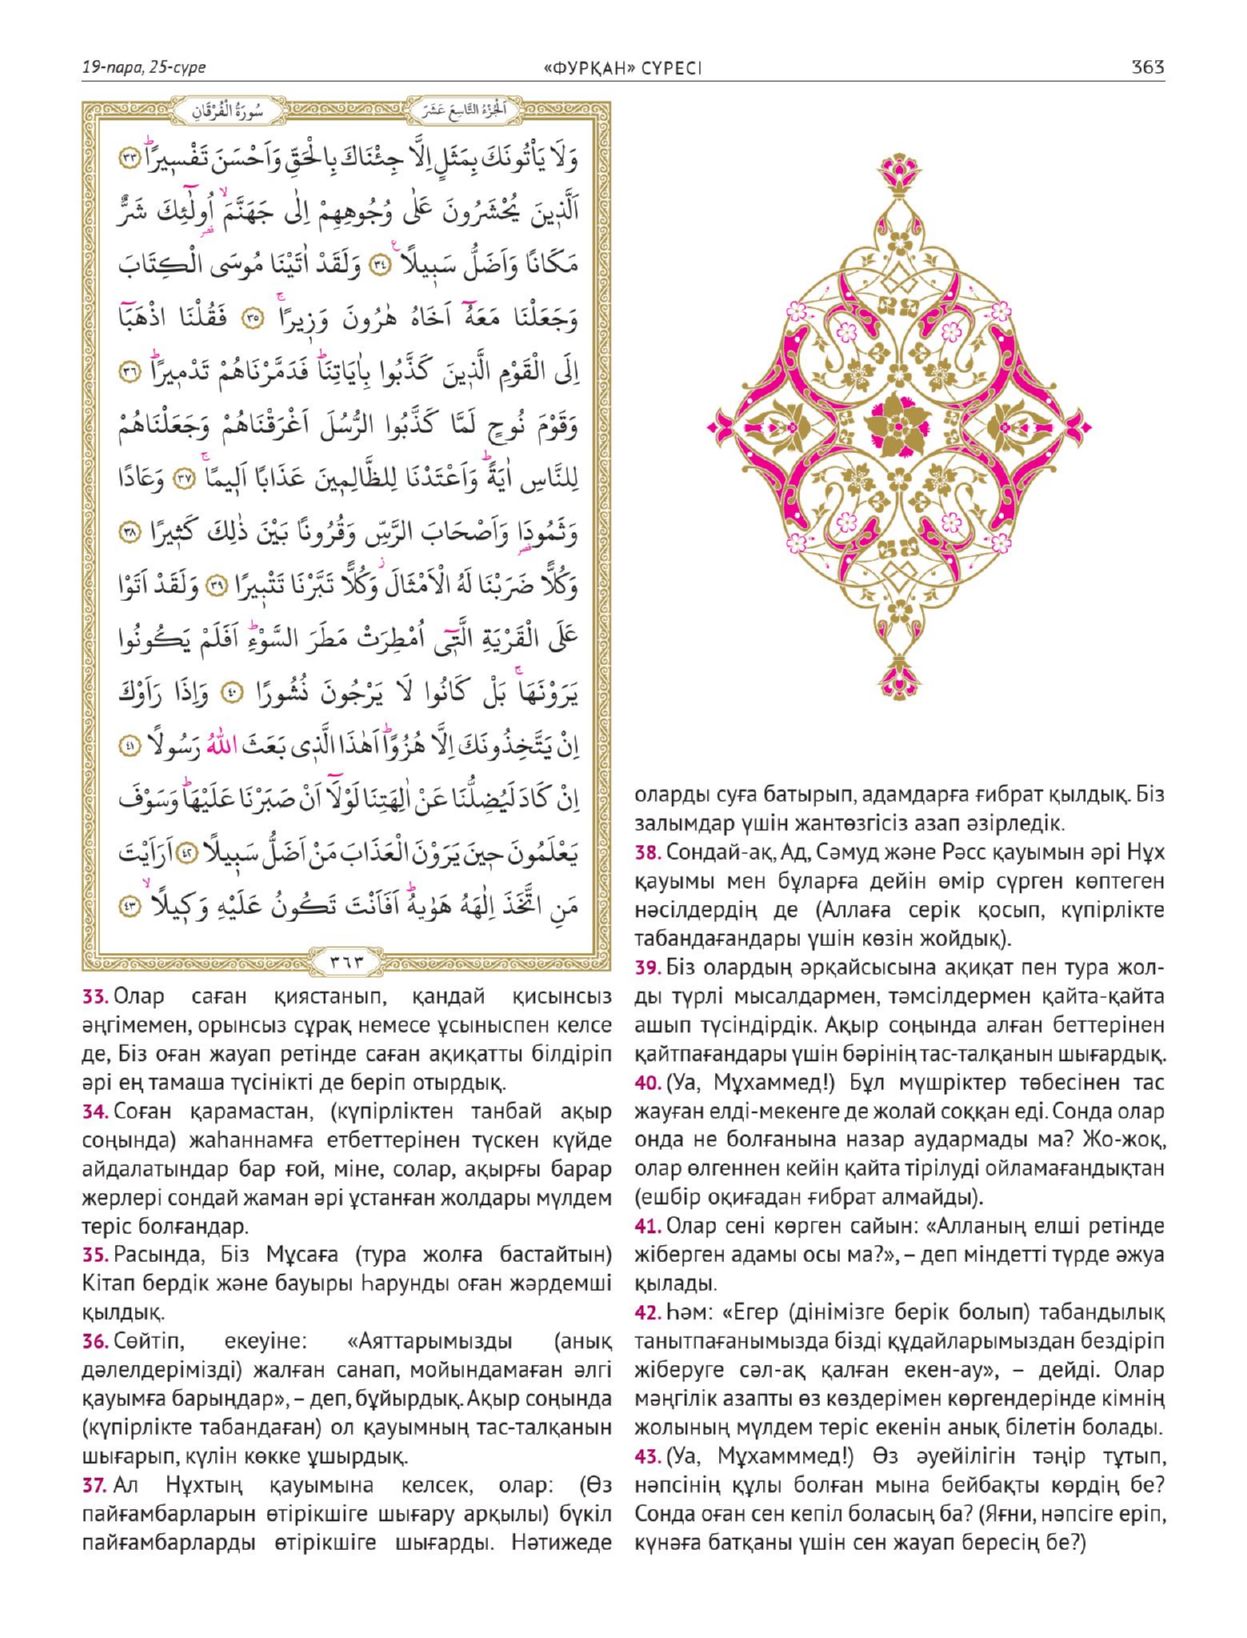 19-пара, 25-сүре
«ФУРҚАН» СҮРЕСІ
363
سُورَةُ الْفُرْقَانِ
اَلْجُزْءُ التَّاسِعَ عَشَرَ
وَلَا يَأْتُونَكَ بِمَثَلٍ اِلَّا جِئْنَاكَ بِالْحَقِّ وَاَحْسَنَ تَفْسِيرًاۜ ﴿٣٣﴾
اَلَّذِينَ يُحْشَرُونَ عَلٰى وُجُوهِهِمْ اِلٰى جَهَنَّمَۙ اُو۬لٰٓئِكَ شَرٌّ
مَكَانًا وَاَضَلُّ سَبِيلًا۟ ﴿٣٤﴾ وَلَقَدْ اٰتَيْنَا مُوسَى الْكِتَابَ
وَجَعَلْنَا مَعَهُٓ اَخَاهُ هٰرُونَ وَزِيرًاۚ ﴿٣٥﴾ فَقُلْنَا اذْهَبَٓا
اِلَى الْقَوْمِ الَّذِينَ كَذَّبُوا بِاٰيَاتِنَاۜ فَدَمَّرْنَاهُمْ تَدْمِيرًاۜ ﴿٣٦﴾
وَقَوْمَ نُوحٍ لَمَّا كَذَّبُوا الرُّسُلَ اَغْرَقْنَاهُمْ وَجَعَلْنَاهُمْ
لِلنَّاسِ اٰيَةًۜ وَاَعْتَدْنَا لِلظَّالِمِينَ عَذَابًا اَلِيمًاۚ ﴿٣٧﴾ وَعَادًا
وَثَمُودَا۬ وَاَصْحَابَ الرَّسِّ وَقُرُونًا بَيْنَ ذٰلِكَ كَثِيرًا ﴿٣٨﴾
وَكُلًّا ضَرَبْنَا لَهُ الْاَمْثَالَۘ وَكُلًّا تَبَّرْنَا تَتْبِيرًا ﴿٣٩﴾ وَلَقَدْ اَتَوْا
عَلَى الْقَرْيَةِ الَّتِٓي اُمْطِرَتْ مَطَرَ السَّوْءِۜ اَفَلَمْ يَكُونُوا
يَرَوْنَهَاۚ بَلْ كَانُوا لَا يَرْجُونَ نُشُورًا ﴿٤٠﴾ وَاِذَا رَاَوْكَ
اِنْ يَتَّخِذُونَكَ اِلَّا هُزُوًاۜ اَهٰذَا الَّذِي بَعَثَ اللّٰهُ رَسُولًا ﴿٤١﴾
اِنْ كَادَ لَيُضِلُّنَا عَنْ اٰلِهَتِنَا لَوْلَٓا اَنْ صَبَرْنَا عَلَيْهَاۜ وَسَوْفَ
يَعْلَمُونَ حِينَ يَرَوْنَ الْعَذَابَ مَنْ اَضَلُّ سَبِيلًا ﴿٤٢﴾ اَرَاَيْتَ
مَنِ اتَّخَذَ اِلٰهَهُ هَوٰيهُۜ اَفَاَنْتَ تَكُونُ عَلَيْهِ وَكِيلًاۙ ﴿٤٣﴾
٣٦٣
33. Олар саған қиястанып, қандай қисынсыз
әңгімемен, орынсыз сұрақ немесе ұсыныспен келсе
де, Біз оған жауап ретінде саған ақиқатты білдіріп
әрі ең тамаша түсінікті де беріп отырдық.
34. Соған қарамастан, (күпірліктен танбай ақыр
соңында) жаһаннамға етбеттерінен түскен күйде
айдалатындар бар ғой, міне, солар, ақырғы барар
жерлері сондай жаман әрі ұстанған жолдары мүлдем
теріс болғандар.
35. Расында, Біз Мұсаға (тура жолға бастайтын)
Кітап бердік және бауыры Һарунды оған жәрдемші
қылдық.
36. Сөйтіп, екеуіне: «Аяттарымызды (анық
дәлелдерімізді) жалған санап, мойындамаған әлгі
қауымға барыңдар», – деп, бұйырдық. Ақыр соңында
(күпірлікте табандаған) ол қауымның тас-талқанын
шығарып, күлін көкке ұшырдық.
37. Ал Нұхтың қауымына келсек, олар: (Өз
пайғамбарларын өтірікшіге шығару арқылы) бүкіл
пайғамбарларды өтірікшіге шығарды. Нәтижеде
оларды суға батырып, адамдарға ғибрат қылдық. Біз
залымдар үшін жантөзгісіз азап әзірледік.
38. Сондай-ақ, Ад, Сәмуд және Рәсс қауымын әрі Нұх
қауымы мен бұларға дейін өмір сүрген көптеген
нәсілдердің де (Аллаға серік қосып, күпірлікте
табандағандары үшін көзін жойдық).
39. Біз олардың әрқайсысына ақиқат пен тура жол-
ды түрлі мысалдармен, тәмсілдермен қайта-қайта
ашып түсіндірдік. Ақыр соңында алған беттерінен
қайтпағандары үшін бәрінің тас-талқанын шығардық.
40. (Уа, Мұхаммед!) Бұл мүшріктер төбесінен тас
жауған елді-мекенге де жолай соққан еді. Сонда олар
онда не болғанына назар аудармады ма? Жо-жоқ,
олар өлгеннен кейін қайта тірілуді ойламағандықтан
(ешбір оқиғадан ғибрат алмайды).
41. Олар сені көрген сайын: «Алланың елші ретінде
жіберген адамы осы ма?», – деп міндетті түрде әжуа
қылады.
42. Һәм: «Егер (дінімізге берік болып) табандылық
танытпағанымызда бізді құдайларымыздан бездіріп
жіберуге сәл-ақ қалған екен-ау», – дейді. Олар
мәңгілік азапты өз көздерімен көргендерінде кімнің
жолының мүлдем теріс екенін анық білетін болады.
43. (Уа, Мұхамммед!) Өз әуейілігін тәңір тұтып,
нәпсінің құлы болған мына бейбақты көрдің бе?
Сонда оған сен кепіл боласың ба? (Яғни, нәпсіге еріп,
күнәға батқаны үшін сен жауап бересің бе?)